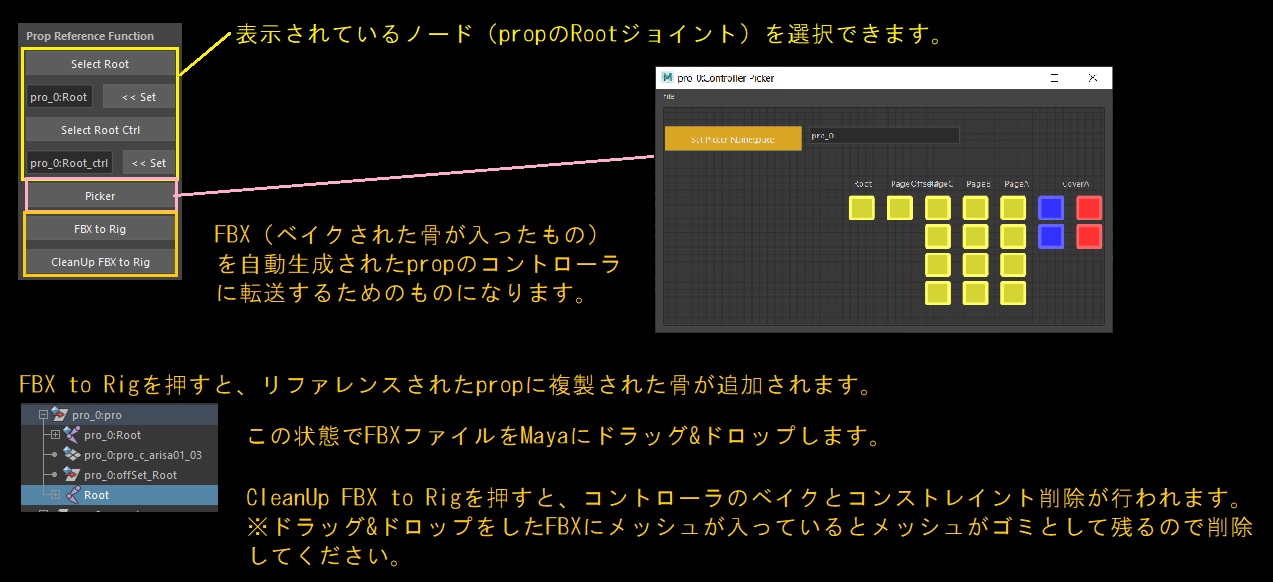 Prop Reference Function
表示されているノード（propのRootジョイント）を選択できます。
Select Root
pro_0:Root
<< Set
Select Root Ctrl
pro_0:Root_ctrl
<< Set
Picker
FBX to Rig
CleanUp FBX to Rig
pro_0:Controller Picker
File
Set Picker Namespace
pro_0
Root
PageC
PageB
PageA
CoverA
FBX（ベイクされた骨が入ったもの）
を自動生成されたpropのコントローラ
に転送するためのものになります。
FBX to Rigを押すと、リファレンスされたpropに複製された骨が追加されます。
pro_0:pro
pro_0:Root
pro_0:pro_c_arisa01_03
pro_0:offSet_Root
Root
この状態でFBXファイルをMayaにドラッグ&ドロップします。
CleanUp FBX to Rigを押すと、コントローラのベイクとコンストレイント削除が行われます。
※ドラッグ&ドロップをしたFBXにメッシュが入っているとメッシュがゴミとして残るので削除
してください。